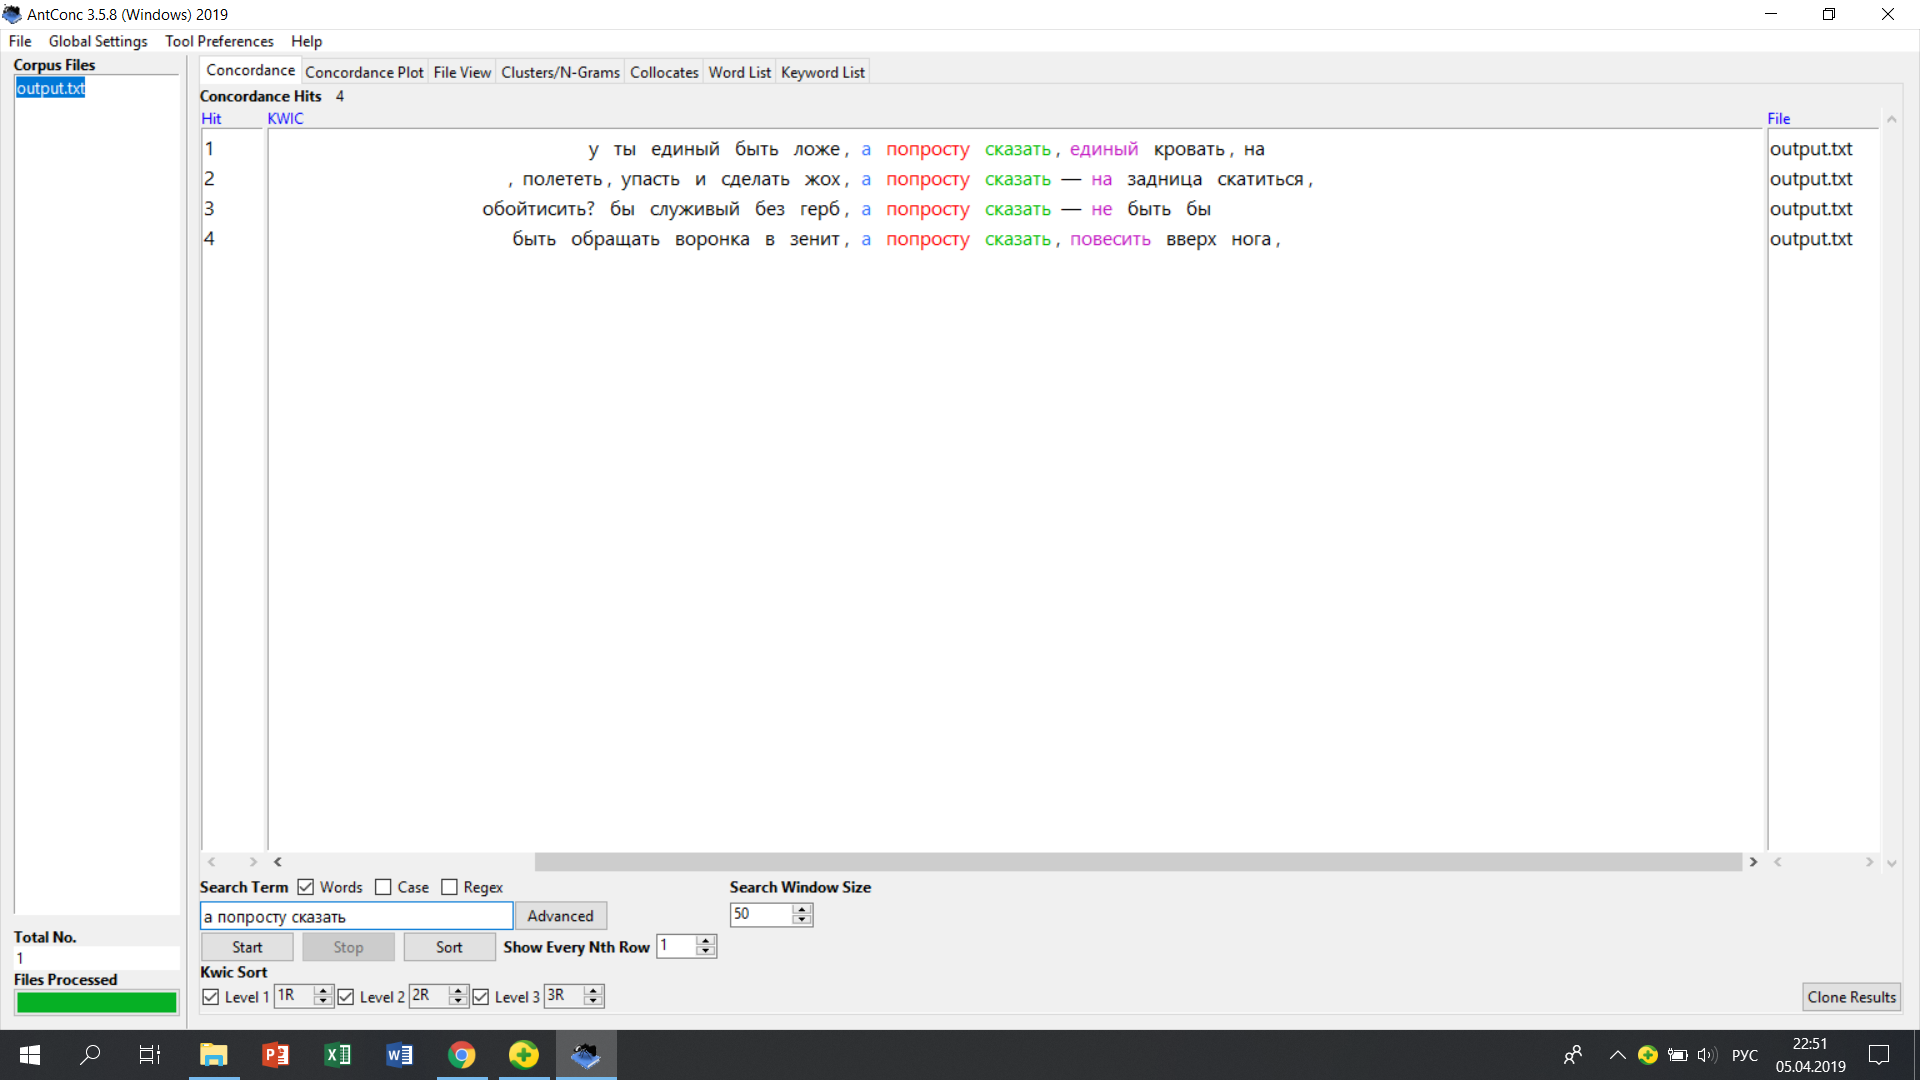 AntConc 3.5.8 (Windows) 2019
File Global Settings Tool Preferences Help
Corpus Files
output.txt
Concordance Concordance Plot File View Clusters/N-Grams Collocates Word List Keyword List
Concordance Hits 4
Hit KWIC File
1 у ты единый быть ложе, а попросту сказать, единый кровать, на output.txt
2 , полететь, упасть и сделать жох, а попросту сказать — на задница скатиться, output.txt
3 обойтисить? бы служивый без герб, а попросту сказать — не быть бы output.txt
4 быть обращать воронка в зенит, а попросту сказать, повесить вверх нога, output.txt
Search Term Words Case Regex Search Window Size
а попросту сказать Advanced 50
Start Stop Sort Show Every Nth Row 1
Kwic Sort
Level 1 1R Level 2 2R Level 3 3R Clone Results
Total No.
1
Files Processed
РУС 22:51
05.04.2019